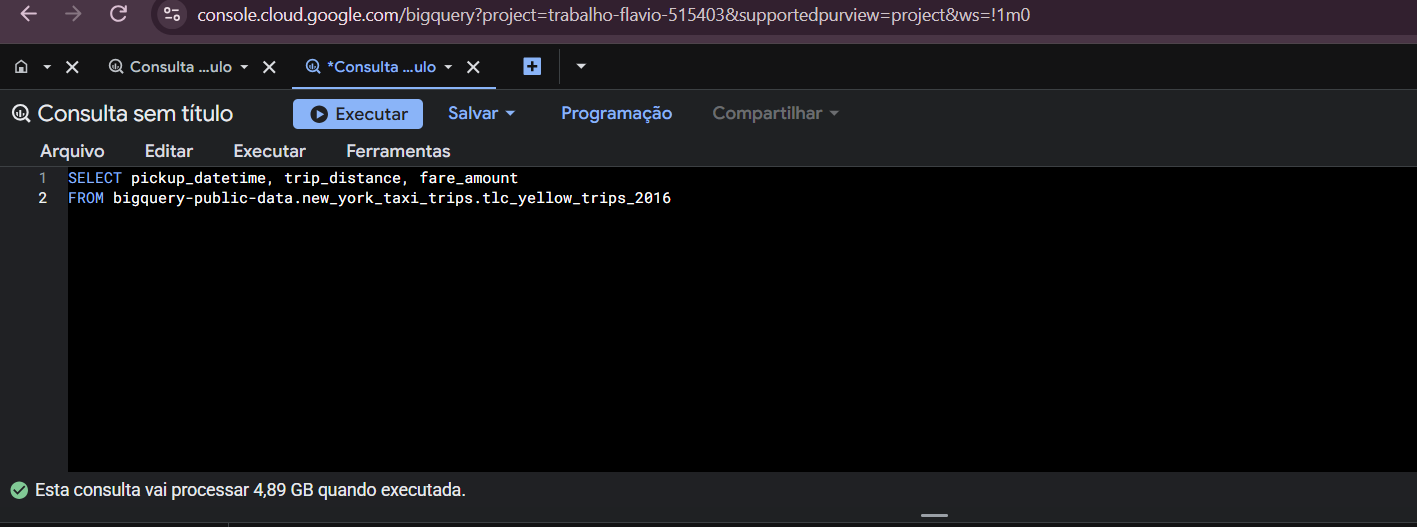 console.cloud.google.com/bigquery?project=trabalho-flavio-515403&supportedpurview=project&ws=!1m0
Consulta ...ulo *Consulta ...ulo
Consulta sem título Executar Salvar Programação Compartilhar
Arquivo Editar Executar Ferramentas
1 SELECT pickup_datetime, trip_distance, fare_amount
2 FROM bigquery-public-data.new_york_taxi_trips.tlc_yellow_trips_2016
Esta consulta vai processar 4,89 GB quando executada.